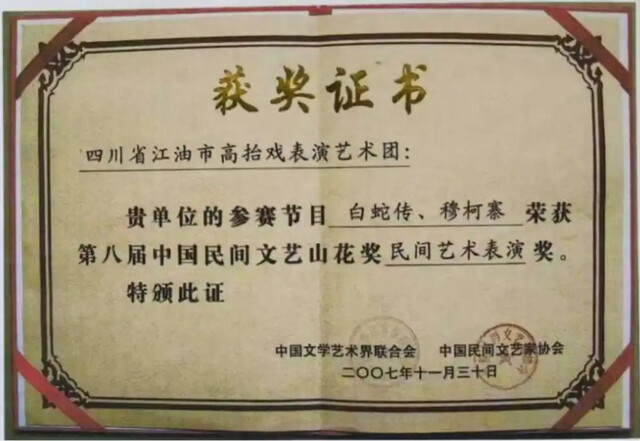 获奖证书
四川省江油市高抬戏表演艺术团：
贵单位的参赛节目白蛇传、穆柯寨荣获
第八届中国民间文艺山花奖民间艺术表演奖。
特颁此证
中国文学艺术界联合会 中国民间文艺家协会
二〇〇七年十一月三十日